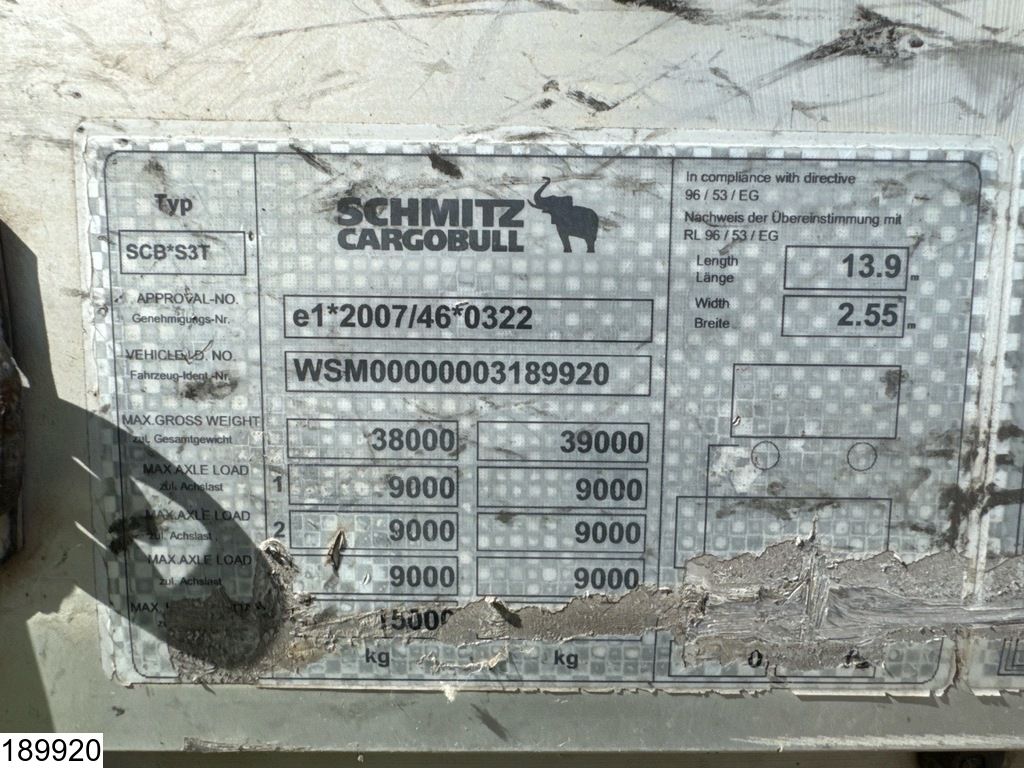 Typ
SCB*S3T
SCHMITZ
CARGOBULL
APPROVAL-NO.
Genehmigungs-Nr.
e1*2007/46*0322
VEHICLE I.D. NO.
Fahrzeug-Ident.-Nr.
WSM00000003189920
MAX.GROSS WEIGHT
zul. Gesamtgewicht
38000 39000
MAX.AXLE LOAD
zul. Achslast
1 9000 9000
MAX.AXLE LOAD
zul. Achslast
2 9000 9000
MAX.AXLE LOAD
zul. Achslast
9000 9000
MAX.
kg kg
In compliance with directive
96 / 53 / EG
Nachweis der Übereinstimmung mit
RL 96 / 53 / EG
Length
Länge
13.9 m
Width
Breite
2.55 m
189920